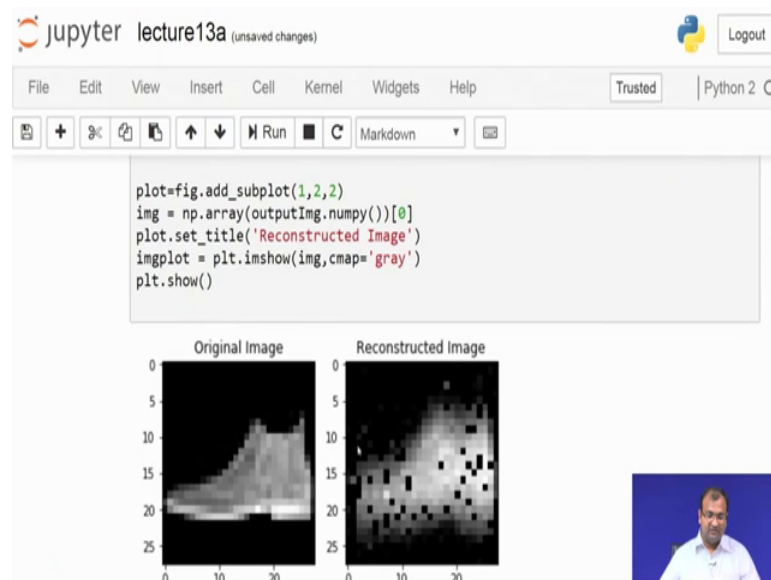 jupyter lecture13a (unsaved changes) Logout
File Edit View Insert Cell Kernel Widgets Help Trusted Python 2
Run Markdown
plot=fig.add_subplot(1,2,2)
img = np.array(outputImg.numpy())[0]
plot.set_title('Reconstructed Image')
imgplot = plt.imshow(img,cmap='gray')
plt.show()
Original Image Reconstructed Image
0 0
5 5
10 10
15 15
20 20
25 25
0 10 20 0 10 20